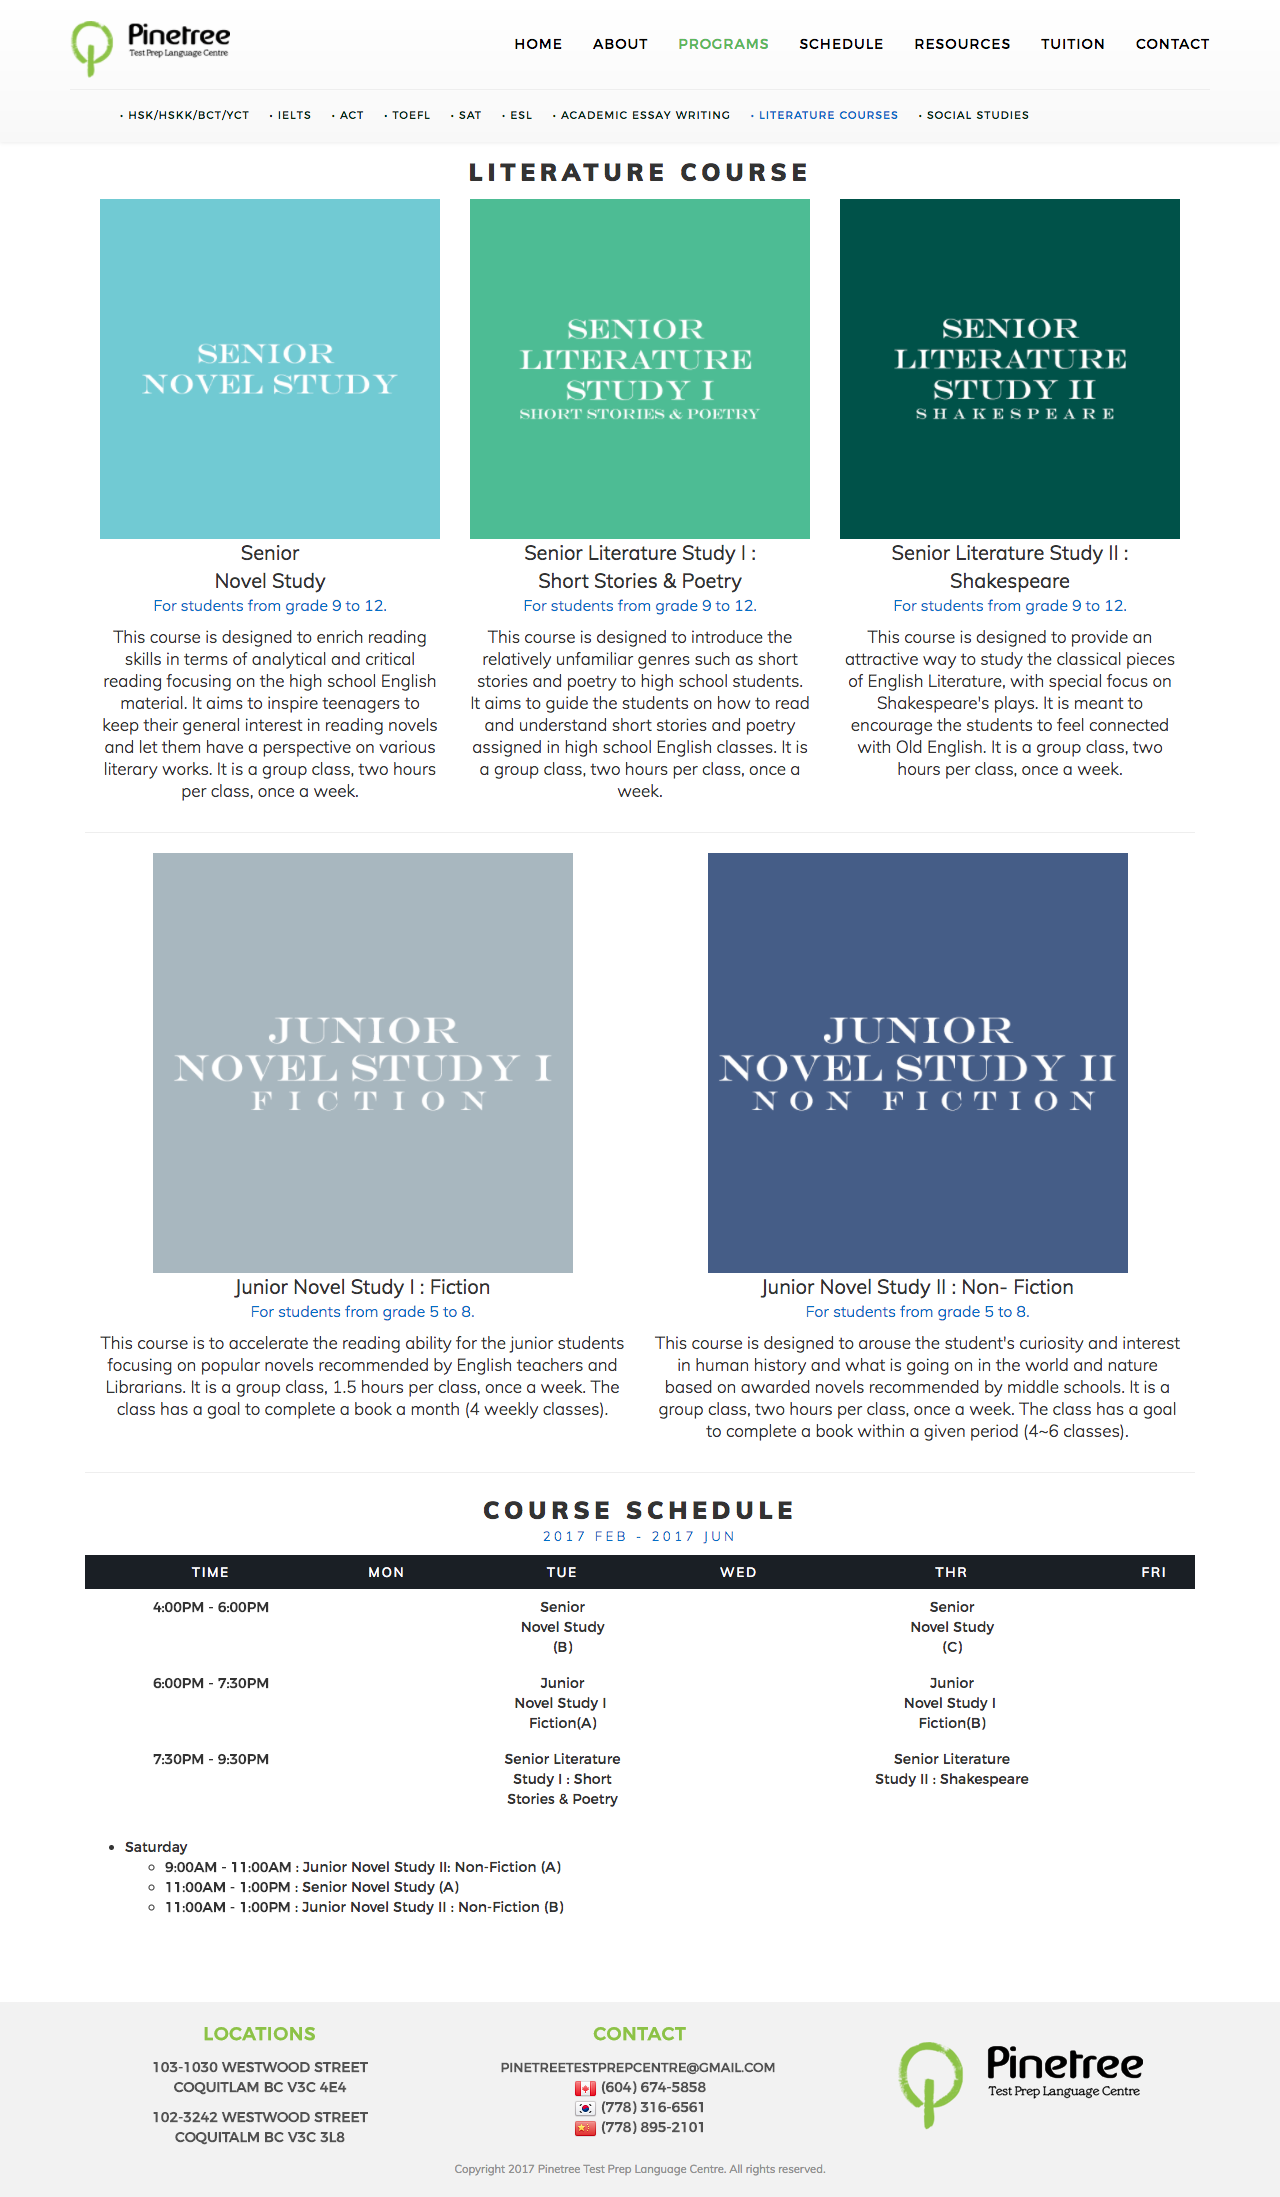 Pinetree
Test Prep Language Centre
HOME ABOUT PROGRAMS SCHEDULE RESOURCES TUITION CONTACT
• HSK/HSKK/BCT/YCT • IELTS • ACT • TOEFL • SAT • ESL • ACADEMIC ESSAY WRITING • LITERATURE COURSES • SOCIAL STUDIES
LITERATURE COURSE
SENIOR
NOVEL STUDY
SENIOR
LITERATURE
STUDY I
SHORT STORIES & POETRY
SENIOR
LITERATURE
STUDY II
SHAKESPEARE
Senior
Novel Study
For students from grade 9 to 12.
This course is designed to enrich reading
skills in terms of analytical and critical
reading focusing on the high school English
material. It aims to inspire teenagers to
keep their general interest in reading novels
and let them have a perspective on various
literary works. It is a group class, two hours
per class, once a week.
Senior Literature Study I :
Short Stories & Poetry
For students from grade 9 to 12.
This course is designed to introduce the
relatively unfamiliar genres such as short
stories and poetry to high school students.
It aims to guide the students on how to read
and understand short stories and poetry
assigned in high school English classes. It is
a group class, two hours per class, once a
week.
Senior Literature Study II :
Shakespeare
For students from grade 9 to 12.
This course is designed to provide an
attractive way to study the classical pieces
of English Literature, with special focus on
Shakespeare's plays. It is meant to
encourage the students to feel connected
with Old English. It is a group class, two
hours per class, once a week.
JUNIOR
NOVEL STUDY I
FICTION
JUNIOR
NOVEL STUDY II
NON FICTION
Junior Novel Study I : Fiction
For students from grade 5 to 8.
This course is to accelerate the reading ability for the junior students
focusing on popular novels recommended by English teachers and
Librarians. It is a group class, 1.5 hours per class, once a week. The
class has a goal to complete a book a month (4 weekly classes).
Junior Novel Study II : Non- Fiction
For students from grade 5 to 8.
This course is designed to arouse the student's curiosity and interest
in human history and what is going on in the world and nature
based on awarded novels recommended by middle schools. It is a
group class, two hours per class, once a week. The class has a goal
to complete a book within a given period (4~6 classes).
COURSE SCHEDULE
2017 FEB - 2017 JUN
TIME MON TUE WED THR FRI
4:00PM - 6:00PM
Senior
Novel Study
(B)
Senior
Novel Study
(C)
6:00PM - 7:30PM
Junior
Novel Study I
Fiction(A)
Junior
Novel Study I
Fiction(B)
7:30PM - 9:30PM
Senior Literature
Study I : Short
Stories & Poetry
Senior Literature
Study II : Shakespeare
• Saturday
◦ 9:00AM - 11:00AM : Junior Novel Study II: Non-Fiction (A)
◦ 11:00AM - 1:00PM : Senior Novel Study (A)
◦ 11:00AM - 1:00PM : Junior Novel Study II : Non-Fiction (B)
LOCATIONS
103-1030 WESTWOOD STREET
COQUITLAM BC V3C 4E4
102-3242 WESTWOOD STREET
COQUITALM BC V3C 3L8
CONTACT
PINETREETESTPREPCENTRE@GMAIL.COM
(604) 674-5858
(778) 316-6561
(778) 895-2101
Pinetree
Test Prep Language Centre
Copyright 2017 Pinetree Test Prep Language Centre. All rights reserved.